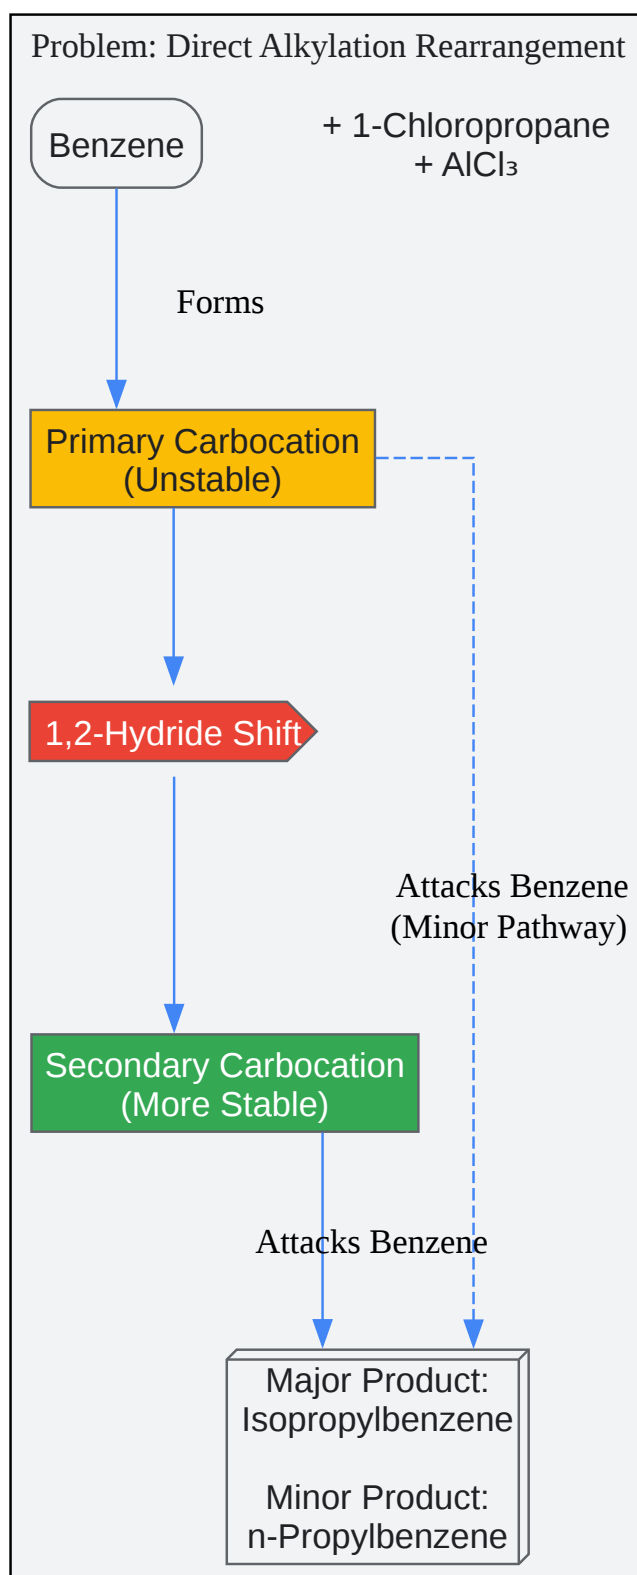 Problem: Direct Alkylation Rearrangement
Benzene
+ 1-Chloropropane
+ AlCl₃
Forms
Primary Carbocation
(Unstable)
1,2-Hydride Shift
Attacks Benzene
(Minor Pathway)
Secondary Carbocation
(More Stable)
Attacks Benzene
Major Product:
Isopropylbenzene
Minor Product:
n-Propylbenzene